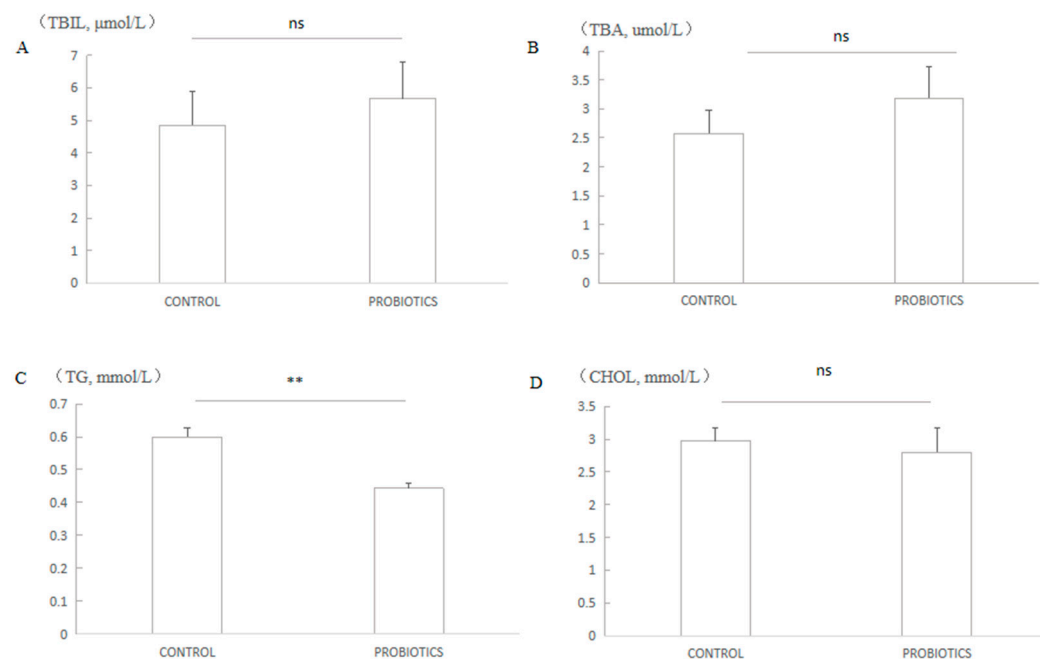 A
（TBIL, μmol/L）
ns
7
6
5
4
3
2
1
0
CONTROL
PROBIOTICS
B
（TBA, umol/L）
ns
4
3.5
3
2.5
2
1.5
1
0.5
0
CONTROL
PROBIOTICS
C
（TG, mmol/L）
**
0.7
0.6
0.5
0.4
0.3
0.2
0.1
0
CONTROL
PROBIOTICS
D
（CHOL, mmol/L）
ns
3.5
3
2.5
2
1.5
1
0.5
0
CONTROL
PROBIOTICS